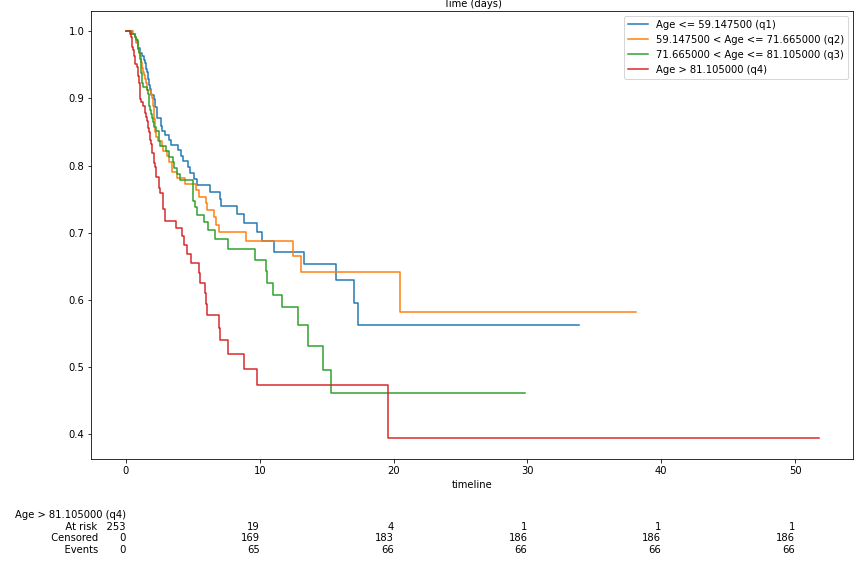 Time (days)
Age <= 59.147500 (q1)
59.147500 < Age <= 71.665000 (q2)
71.665000 < Age <= 81.105000 (q3)
Age > 81.105000 (q4)
1.0
0.9
0.8
0.7
0.6
0.5
0.4
0 10 20 30 40 50
timeline
Age > 81.105000 (q4)
At risk 253 19 4 1 1 1
Censored 0 169 183 186 186 186
Events 0 65 66 66 66 66